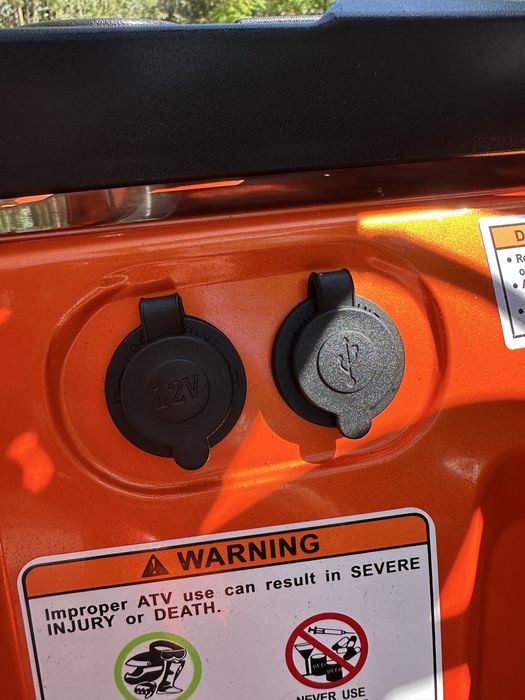 12V
⚠ WARNING
Improper ATV use can result in SEVERE
INJURY or DEATH.
NEVER USE